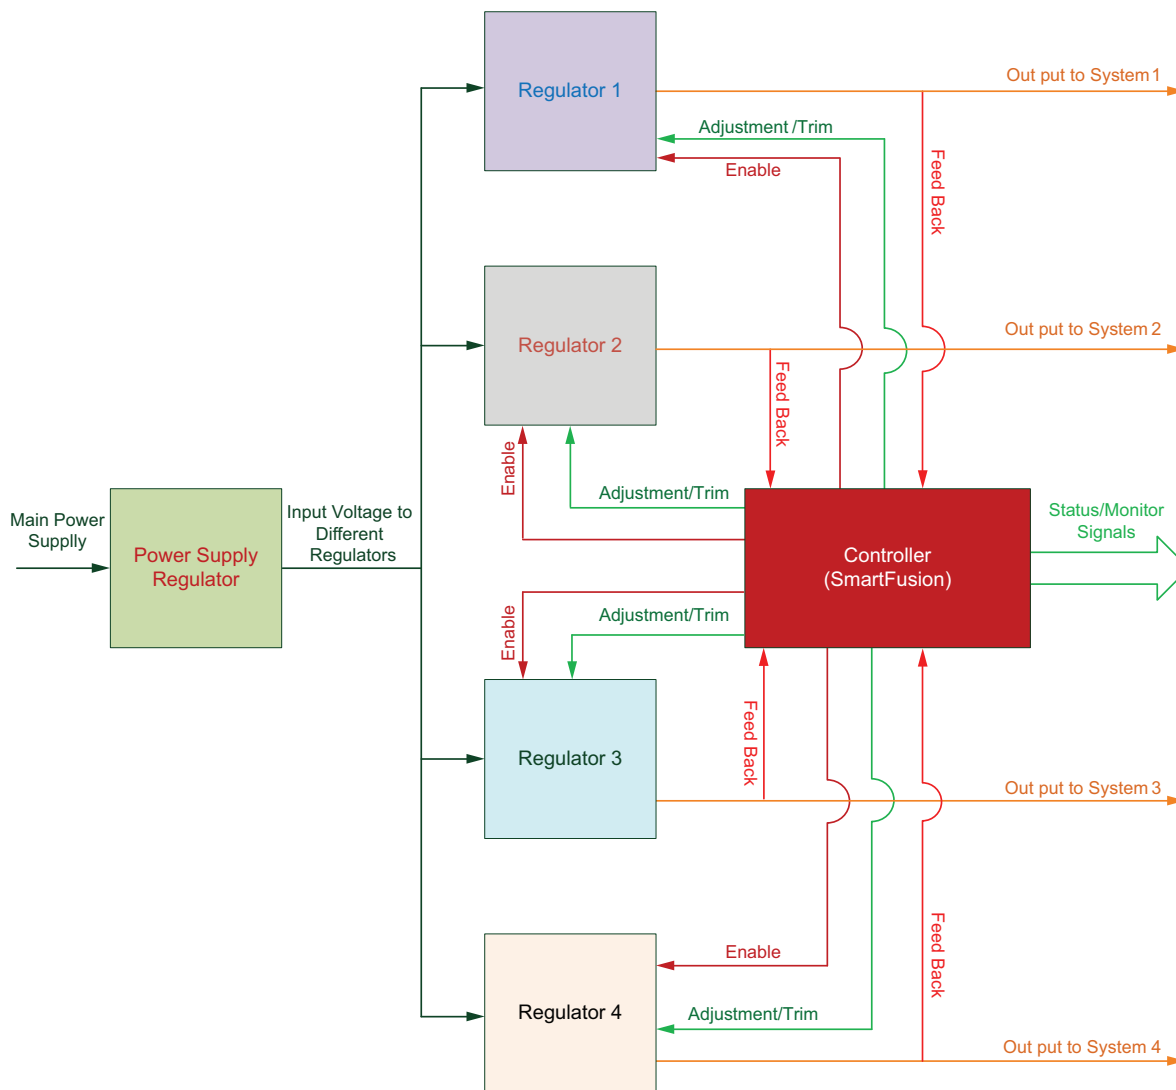 Regulator 1
Out put to System 1
Adjustment /Trim
Enable
Feed Back
Regulator 2
Out put to System 2
Feed Back
Enable
Adjustment/Trim
Main Power
Supplly
Power Supply
Regulator
Input Voltage to
Different
Regulators
Controller
(SmartFusion)
Status/Monitor
Signals
Enable
Adjustment/Trim
Regulator 3
Feed Back
Out put to System 3
Enable
Feed Back
Regulator 4
Adjustment/Trim
Out put to System 4